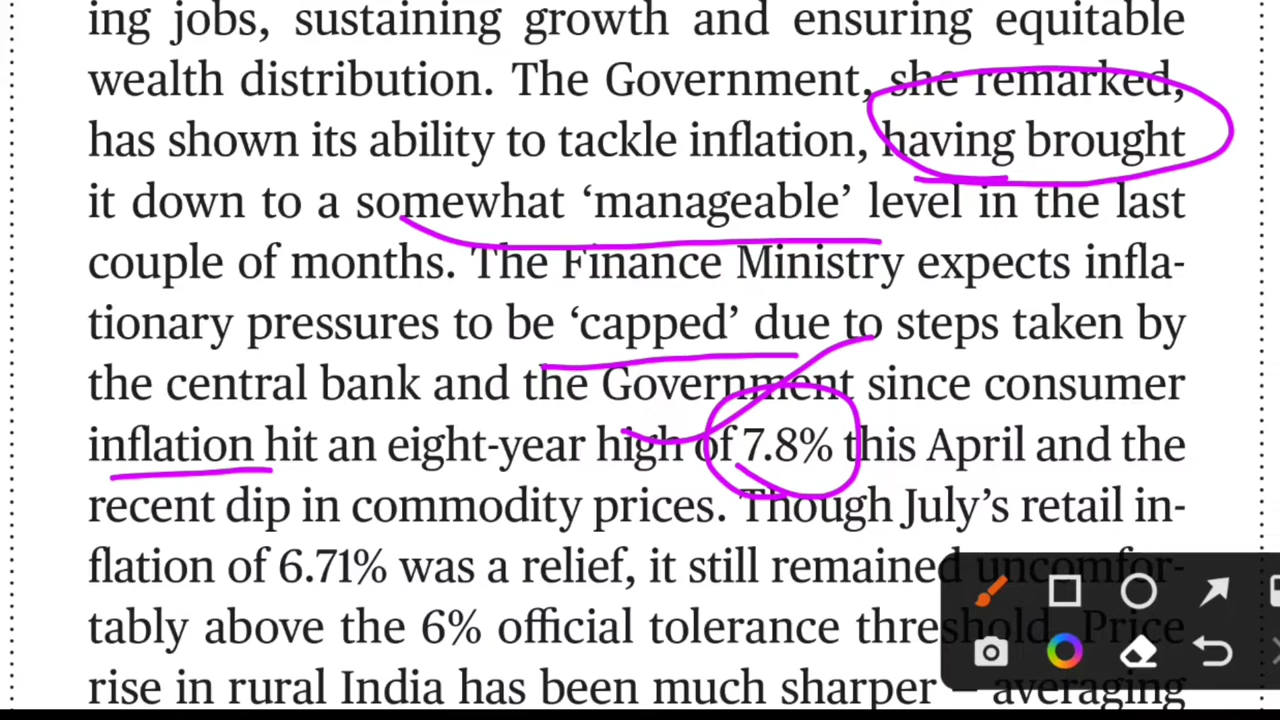 ing jobs, sustaining growth and ensuring equitable
wealth distribution. The Government, she remarked,
has shown its ability to tackle inflation, having brought
it down to a somewhat ‘manageable’ level in the last
couple of months. The Finance Ministry expects infla-
tionary pressures to be ‘capped’ due to steps taken by
the central bank and the Government since consumer
inflation hit an eight-year high of 7.8% this April and the
recent dip in commodity prices. Though July’s retail in-
flation of 6.71% was a relief, it still remained uncomfor-
tably above the 6% official tolerance threshold. Price
rise in rural India has been much sharper — averaging